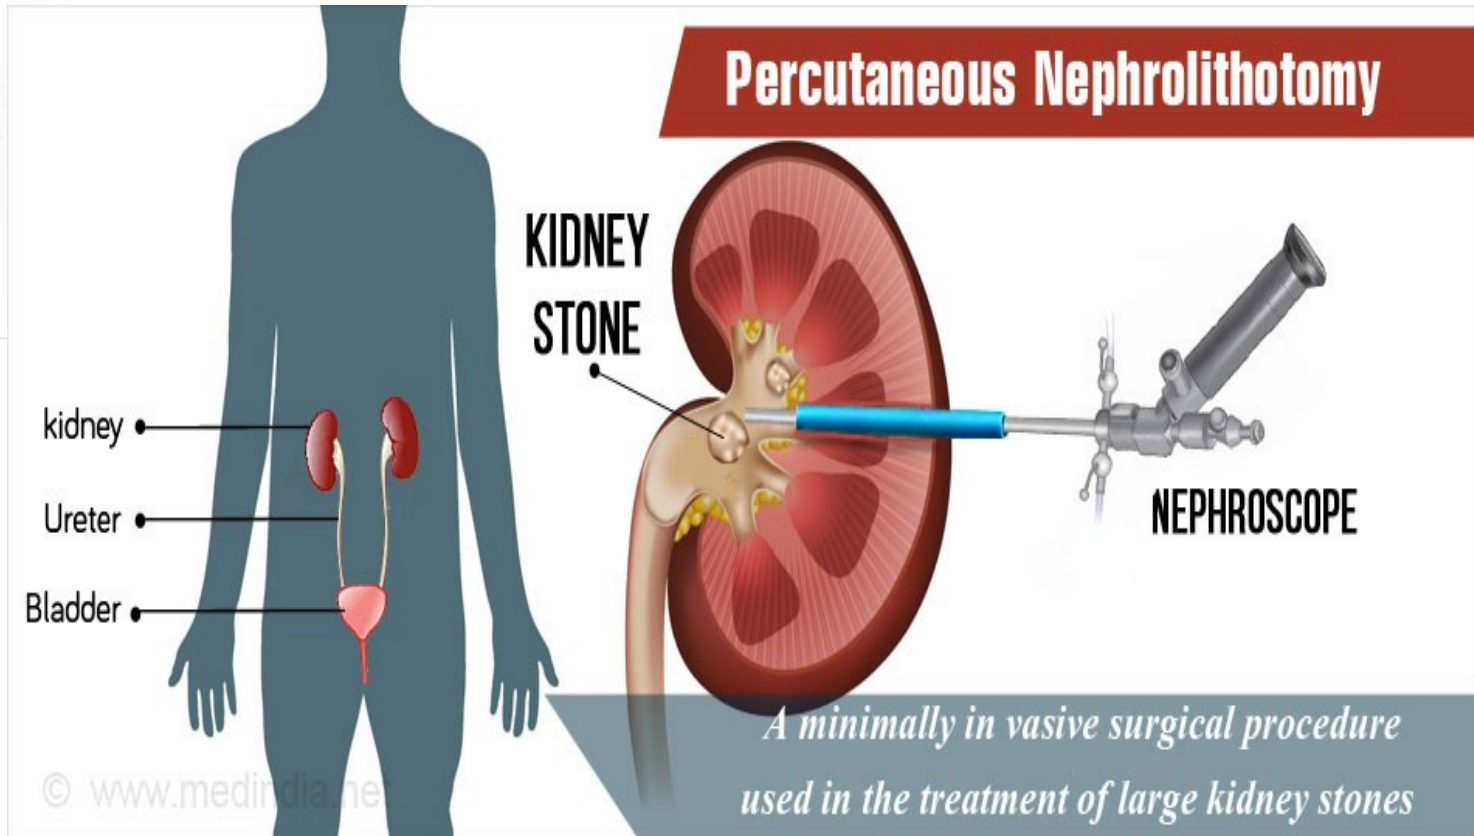 Percutaneous Nephrolithotomy
KIDNEY
STONE
kidney
Ureter
Bladder
NEPHROSCOPE
A minimally in vasive surgical procedure
used in the treatment of large kidney stones
© www.medindia.net